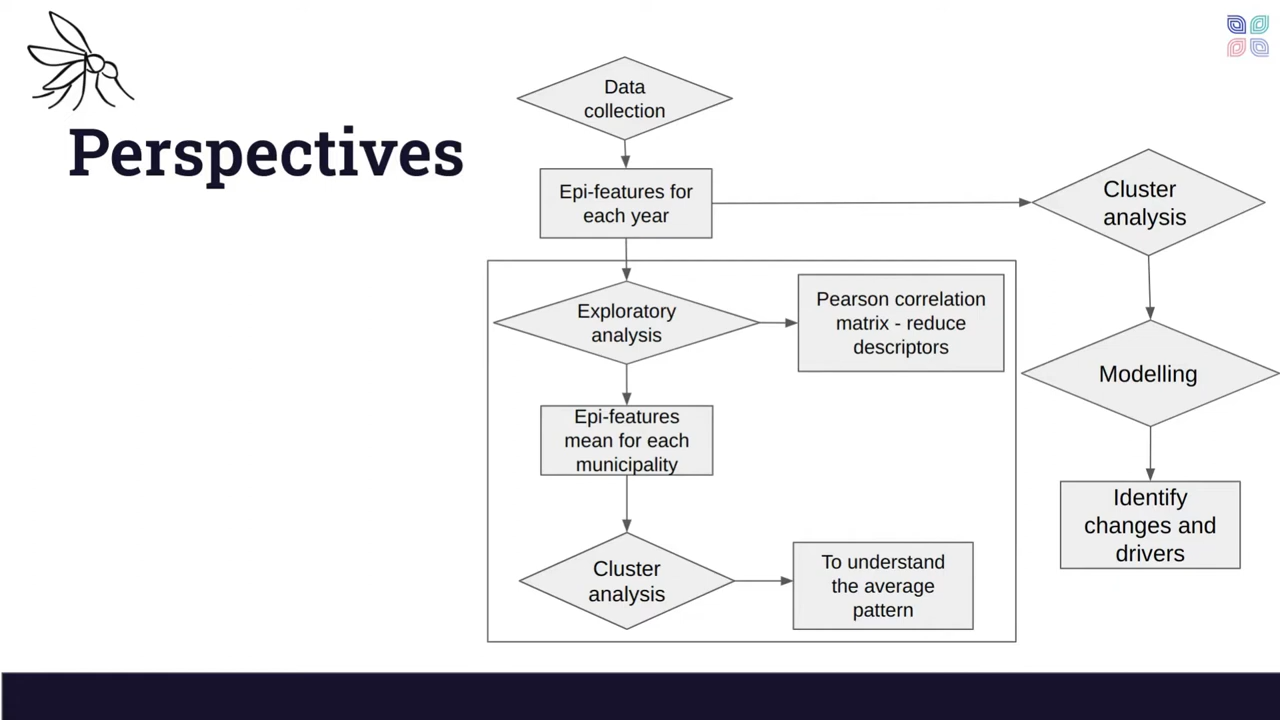 Perspectives
Data
collection
Epi-features for
each year
Cluster
analysis
Exploratory
analysis
Pearson correlation
matrix - reduce
descriptors
Modelling
Epi-features
mean for each
municipality
Identify
changes and
drivers
Cluster
analysis
To understand
the average
pattern